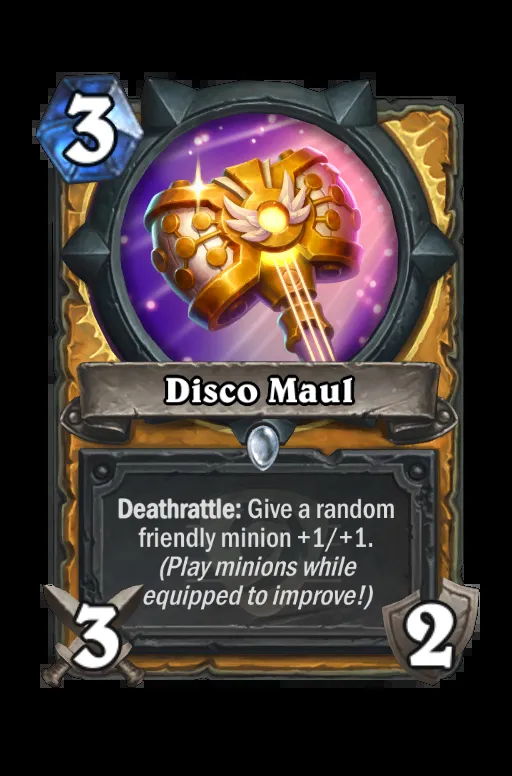 3
Disco Maul
Deathrattle: Give a random
friendly minion +1/+1.
(Play minions while
equipped to improve!)
3
2